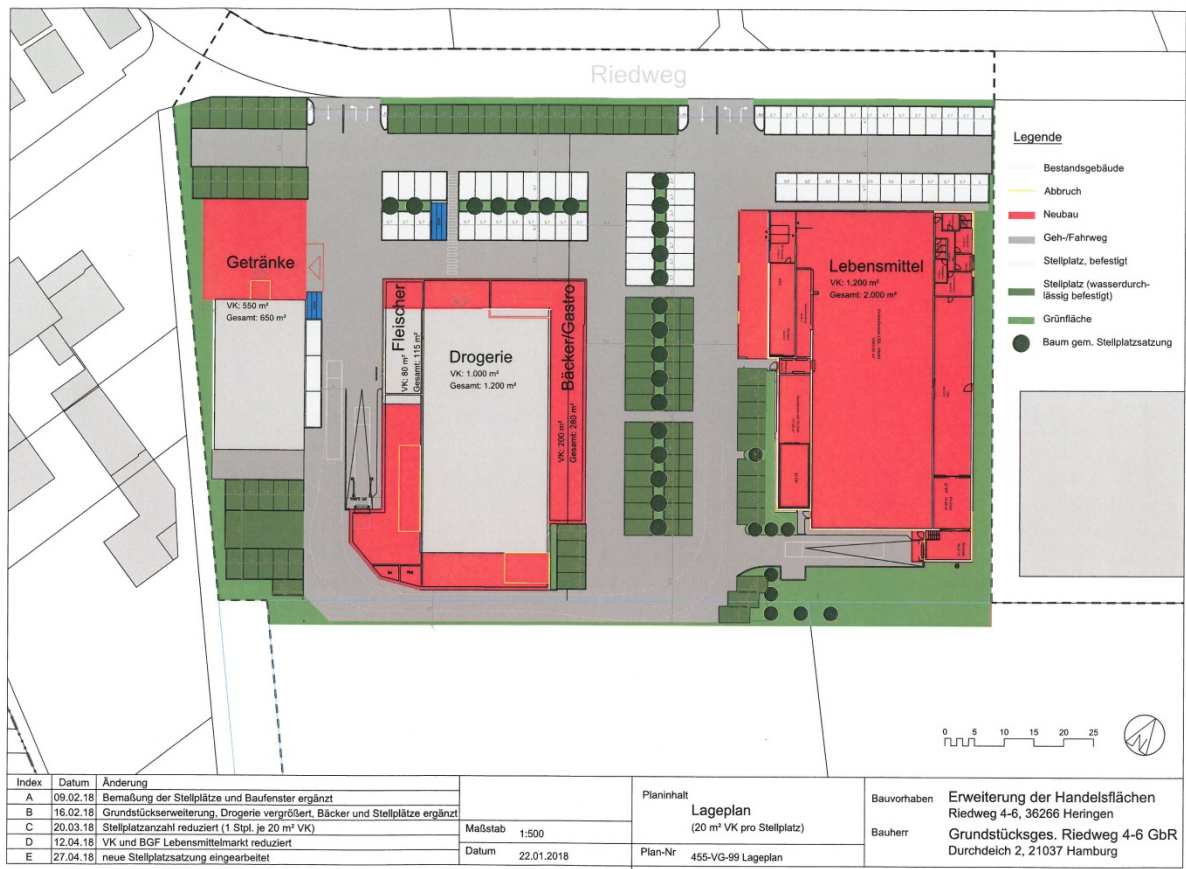 Riedweg
Legende
Bestandsgebäude
Abbruch
Neubau
Geh-/Fahrweg
Stellplatz, befestigt
Stellplatz (wasserdurch-
lässig befestigt)
Grünfläche
Baum gem. Stellplatzsatzung
Getränke
VK: 550 m²
Gesamt: 650 m²
Fleischer
VK: 80 m²
Gesamt: 115 m²
Drogerie
VK: 1.000 m²
Gesamt: 1.200 m²
Bäcker/Gastro
VK: 200 m²
Gesamt: 280 m²
Lebensmittel
VK: 1.200 m²
Gesamt: 2.000 m²
0 5 10 15 20 25
Index Datum Änderung
A 09.02.18 Bemaßung der Stellplätze und Baufenster ergänzt
B 16.02.18 Grundstückserweiterung, Drogerie vergrößert, Bäcker und Stellplätze ergänzt
C 20.03.18 Stellplatzanzahl reduziert (1 Stpl. je 20 m² VK)
D 12.04.18 VK und BGF Lebensmittelmarkt reduziert
E 27.04.18 neue Stellplatzsatzung eingearbeitet
Maßstab 1:500
Datum 22.01.2018
Planinhalt
Lageplan
(20 m² VK pro Stellplatz)
Plan-Nr 455-VG-99 Lageplan
Bauvorhaben Erweiterung der Handelsflächen
Riedweg 4-6, 36266 Heringen
Bauherr Grundstücksges. Riedweg 4-6 GbR
Durchdeich 2, 21037 Hamburg